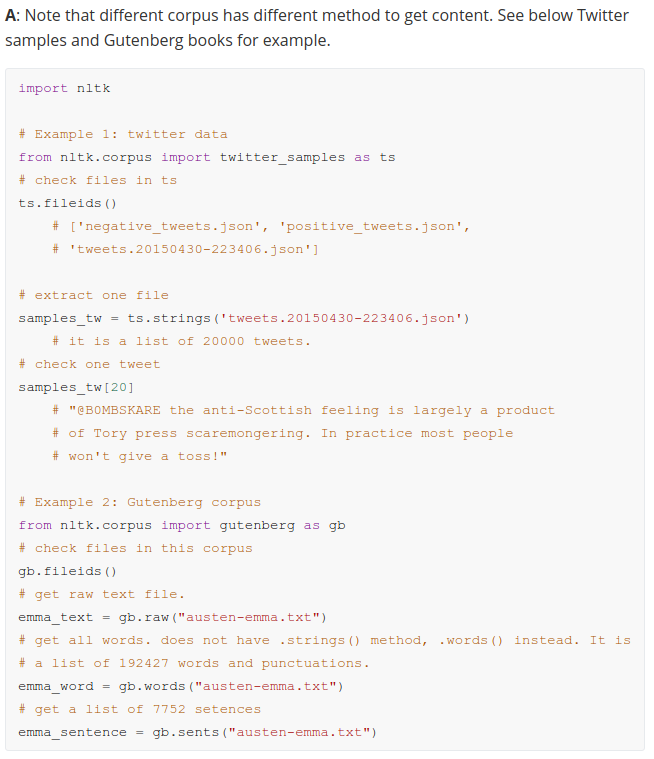 A: Note that different corpus has different method to get content. See below Twitter
samples and Gutenberg books for example.
import nltk
# Example 1: twitter data
from nltk.corpus import twitter_samples as ts
# check files in ts
ts.fileids()
# ['negative_tweets.json', 'positive_tweets.json',
# 'tweets.20150430-223406.json']
# extract one file
samples_tw = ts.strings('tweets.20150430-223406.json')
# it is a list of 20000 tweets.
# check one tweet
samples_tw[20]
# "@B0MBSKARE the anti-Scottish feeling is largely a product
# of Tory press scaremongering. In practice most people
# won't give a toss!"
# Example 2: Gutenberg corpus
from nltk.corpus import gutenberg as gb
# check files in this corpus
gb.fileids()
# get raw text file.
emma_text = gb.raw("austen-emma.txt")
# get all words. does not have .strings() method, .words() instead. It is
# a list of 192427 words and punctuations.
emma_word = gb.words("austen-emma.txt")
# get a list of 7752 setences
emma_sentence = gb.sents("austen-emma.txt")